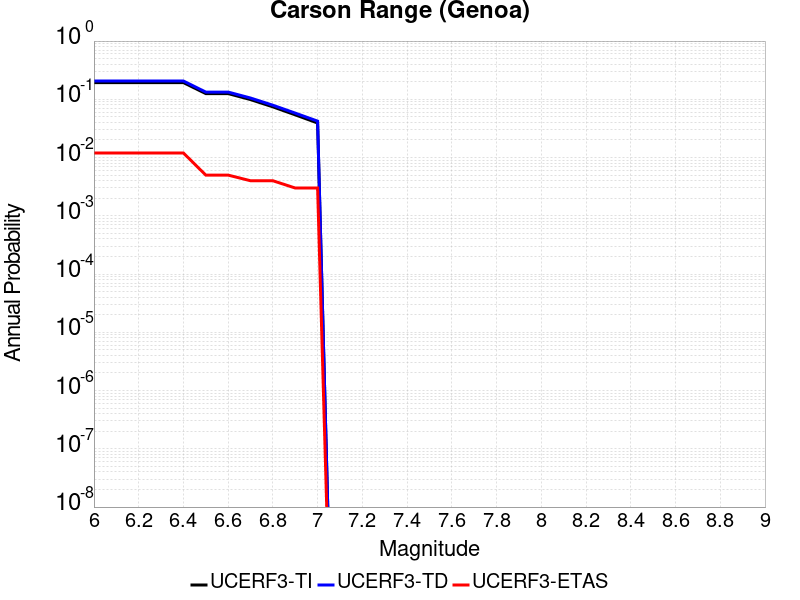 Carson Range (Genoa)
10^0
10^-1
10^-2
10^-3
10^-4
10^-5
10^-6
10^-7
10^-8
Annual Probability
6 6.2 6.4 6.6 6.8 7 7.2 7.4 7.6 7.8 8 8.2 8.4 8.6 8.8 9
Magnitude
UCERF3-TI UCERF3-TD UCERF3-ETAS